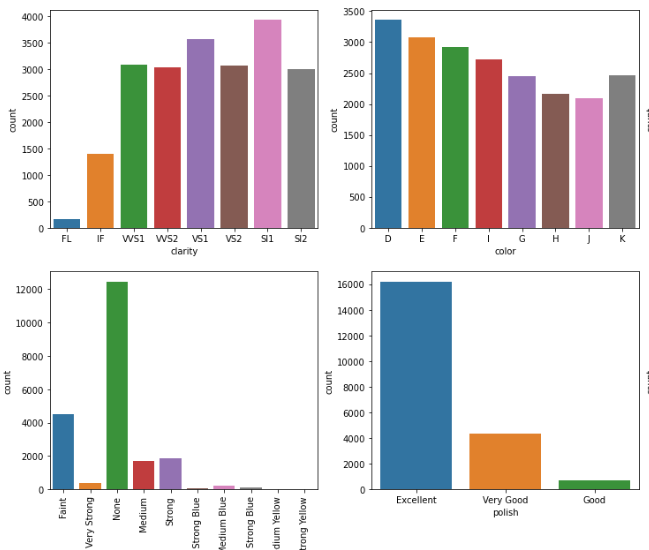 4000
3500
3000
2500
2000
1500
1000
500
0
count
FL IF VVS1 VVS2 VS1 VS2 SI1 SI2
clarity
3500
3000
2500
2000
1500
1000
500
0
count
D E F I G H J K
color
12000
10000
8000
6000
4000
2000
0
count
Faint
Very Strong
None
Medium
Strong
Strong Blue
Medium Blue
Strong Blue
dium Yellow
trong Yellow
16000
14000
12000
10000
8000
6000
4000
2000
0
count
Excellent Very Good Good
polish